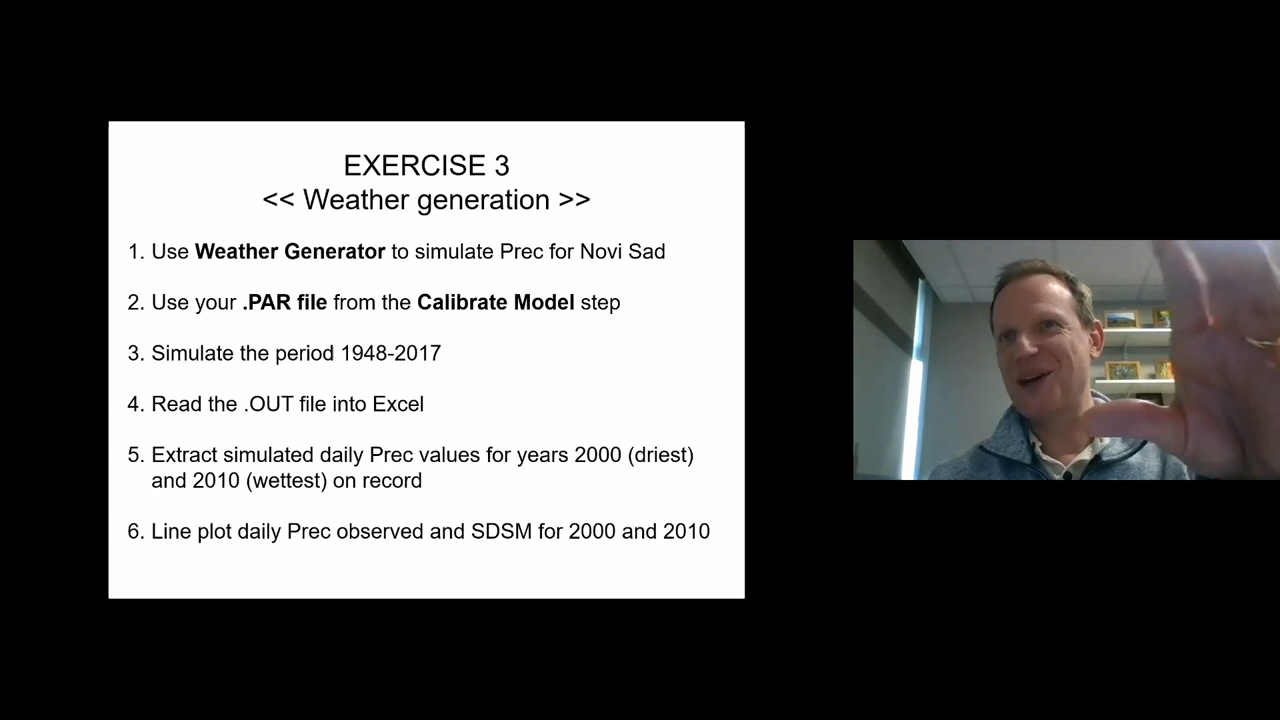 EXERCISE 3
<< Weather generation >>
1. Use Weather Generator to simulate Prec for Novi Sad
2. Use your .PAR file from the Calibrate Model step
3. Simulate the period 1948-2017
4. Read the .OUT file into Excel
5. Extract simulated daily Prec values for years 2000 (driest)
and 2010 (wettest) on record
6. Line plot daily Prec observed and SDSM for 2000 and 2010